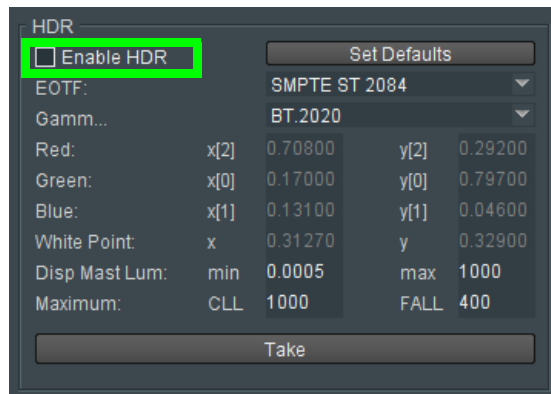 HDR
Enable HDR Set Defaults
EOTF: SMPTE ST 2084
Gamm... BT.2020
Red: x[2] 0.70800 y[2] 0.29200
Green: x[0] 0.17000 y[0] 0.79700
Blue: x[1] 0.13100 y[1] 0.04600
White Point: x 0.31270 y 0.32900
Disp Mast Lum: min 0.0005 max 1000
Maximum: CLL 1000 FALL 400
Take